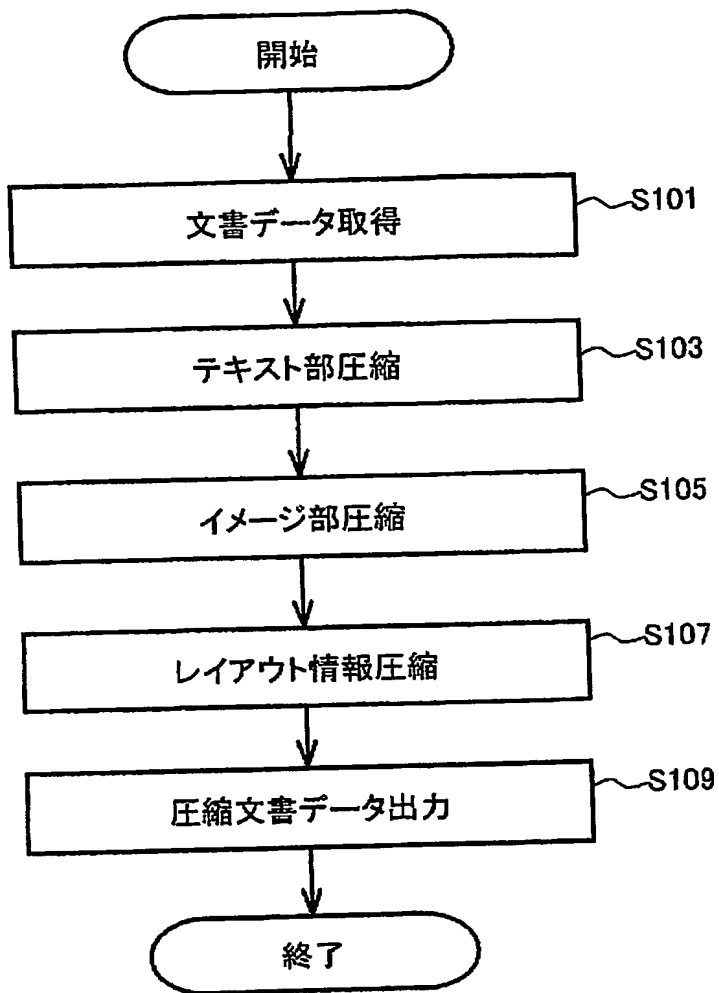 開始
文書データ取得
S101
テキスト部圧縮
S103
イメージ部圧縮
S105
レイアウト情報圧縮
S107
圧縮文書データ出力
S109
終了